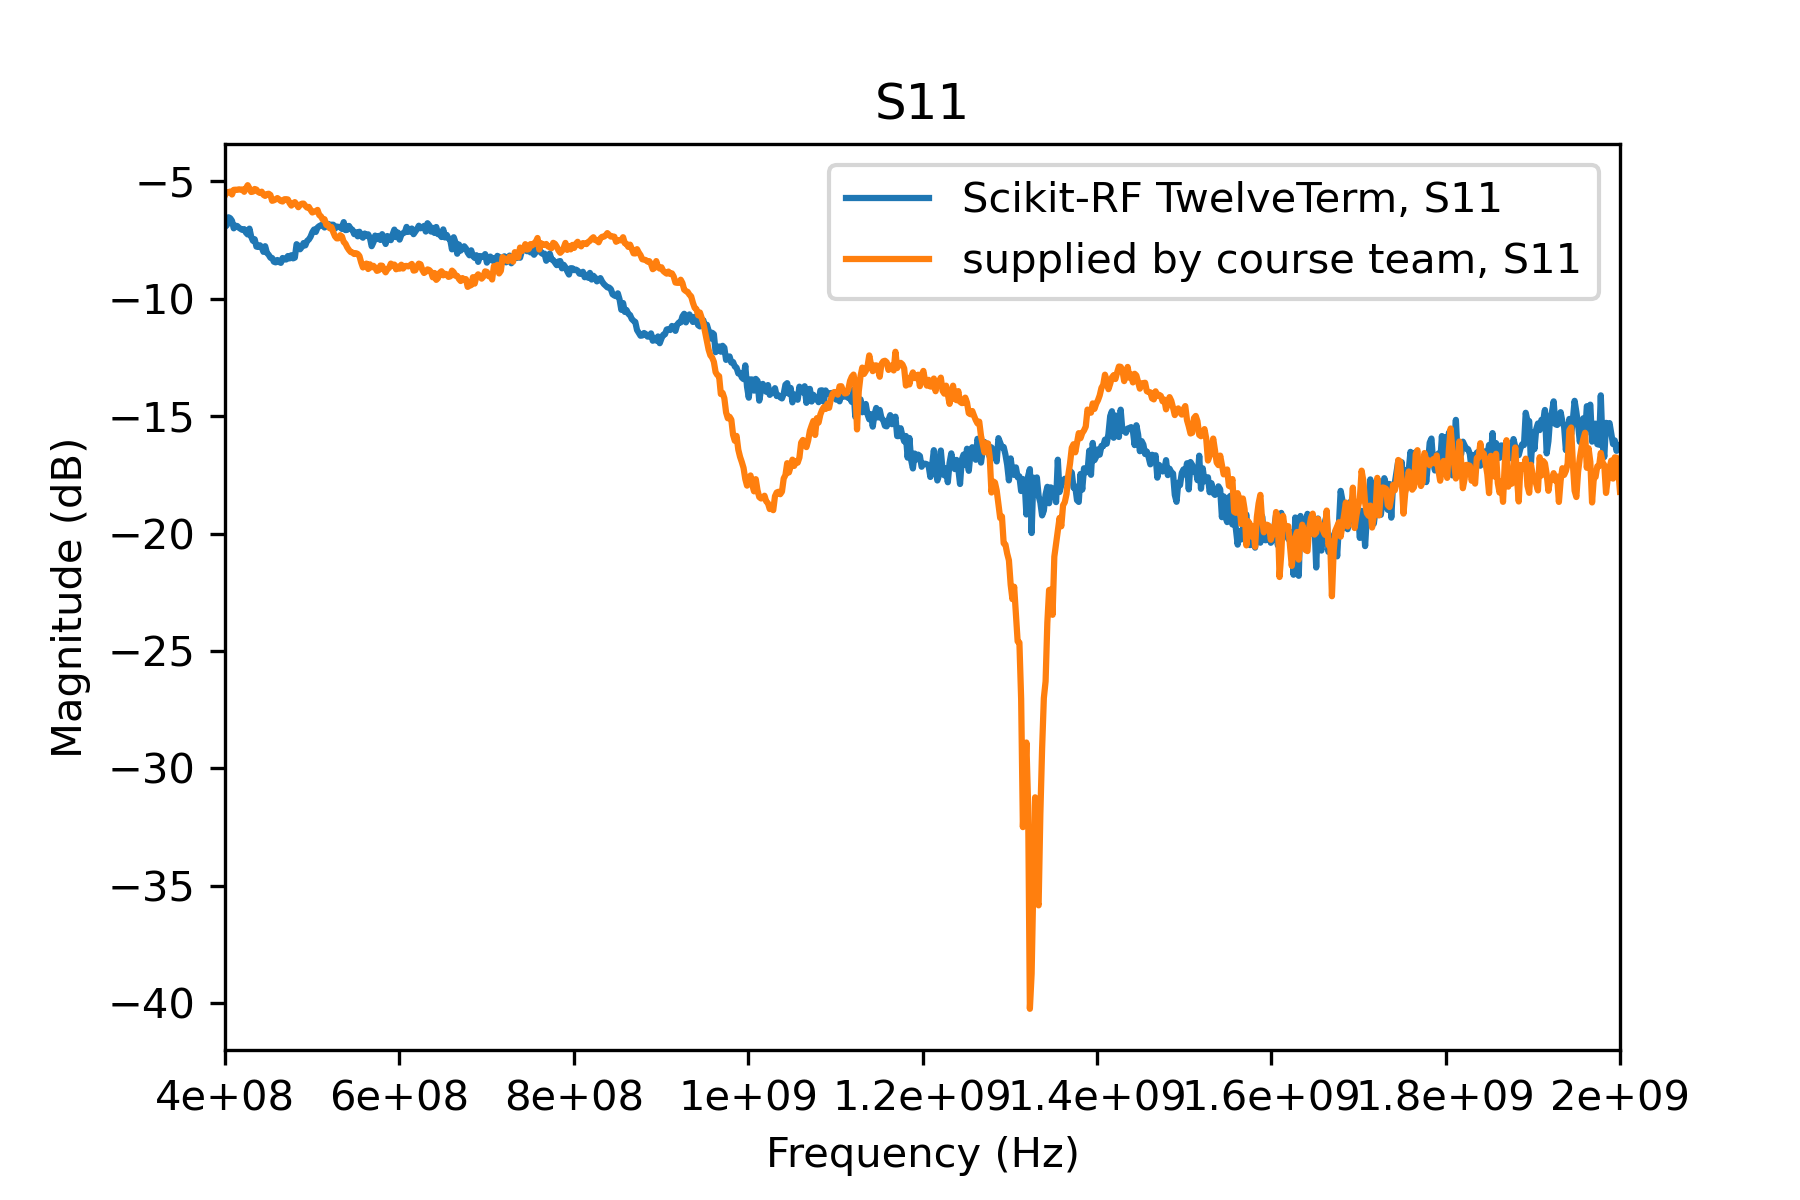 S11
Scikit-RF TwelveTerm, S11
supplied by course team, S11
Magnitude (dB)
−5
−10
−15
−20
−25
−30
−35
−40
4e+08 6e+08 8e+08 1e+09 1.2e+09 1.4e+09 1.6e+09 1.8e+09 2e+09
Frequency (Hz)